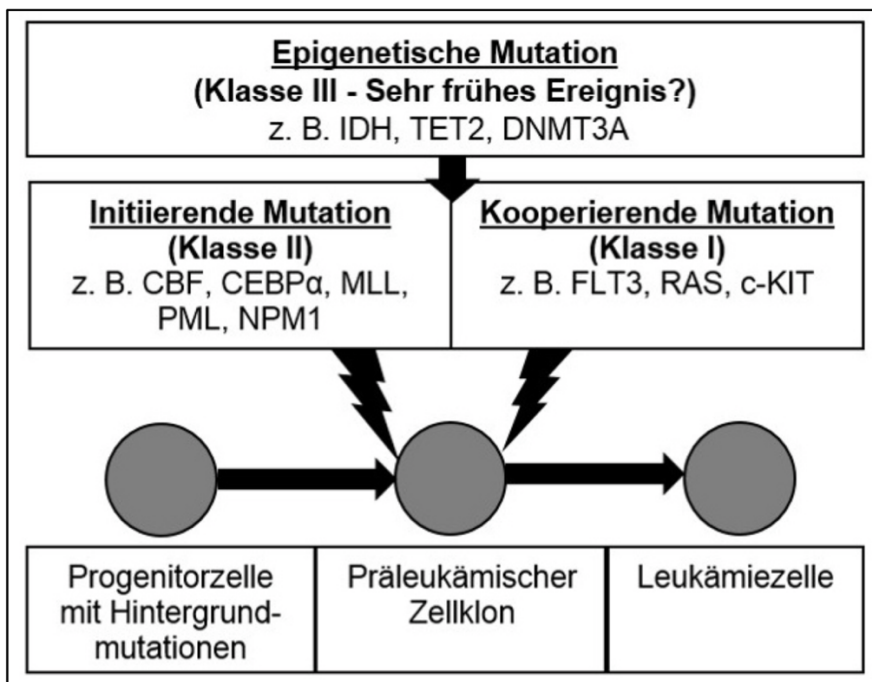 Epigenetische Mutation
(Klasse III - Sehr frühes Ereignis?)
z. B. IDH, TET2, DNMT3A
Initiierende Mutation
(Klasse II)
z. B. CBF, CEBPα, MLL,
PML, NPM1
Kooperierende Mutation
(Klasse I)
z. B. FLT3, RAS, c-KIT
Progenitorzelle
mit Hintergrund-
mutationen
Präleukämischer
Zellklon
Leukämiezelle